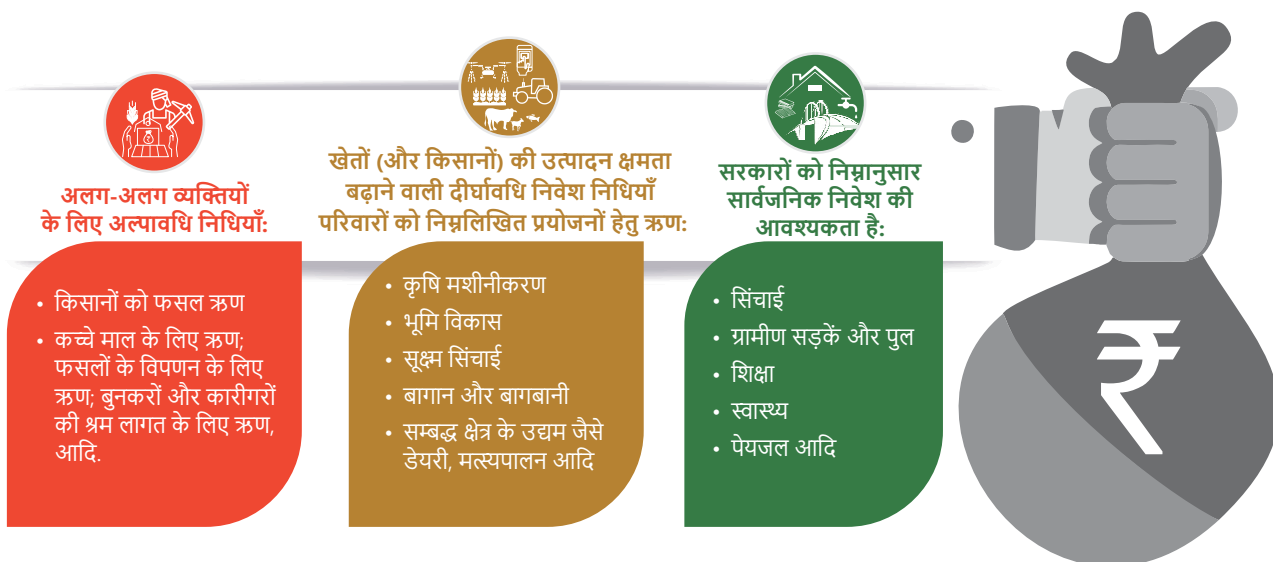 अलग-अलग व्यक्तियों
के लिए अल्पावधि निधियाँ:
• किसानों को फसल ऋण
• कच्चे माल के लिए ऋण;
फसलों के विपणन के लिए
ऋण; बुनकरों और कारीगरों
की श्रम लागत के लिए ऋण,
आदि.
खेतों (और किसानों) की उत्पादन क्षमता
बढ़ाने वाली दीर्घावधि निवेश निधियाँ
परिवारों को निम्नलिखित प्रयोजनों हेतु ऋण:
• कृषि मशीनीकरण
• भूमि विकास
• सूक्ष्म सिंचाई
• बागान और बागबानी
• सम्बद्ध क्षेत्र के उद्यम जैसे
डेयरी, मत्स्यपालन आदि
सरकारों को निम्नानुसार
सार्वजनिक निवेश की
आवश्यकता है:
• सिंचाई
• ग्रामीण सड़कें और पुल
• शिक्षा
• स्वास्थ्य
• पेयजल आदि
₹